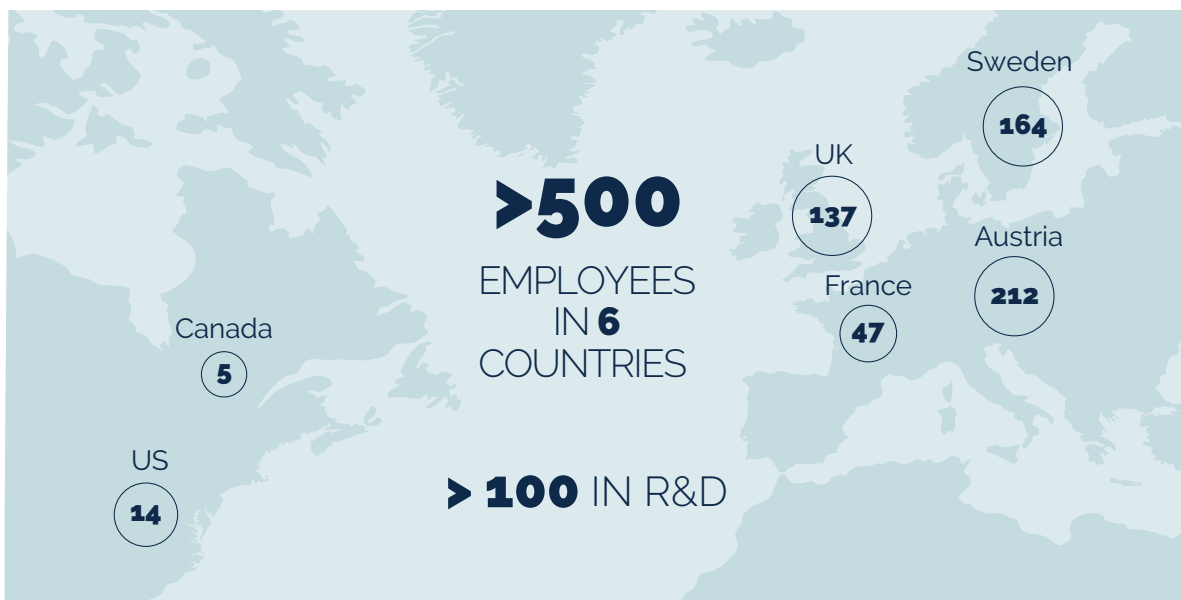 Sweden
164
UK
137
>500
Austria
212
EMPLOYEES
IN 6
COUNTRIES
France
47
Canada
5
US
14
> 100 IN R&D